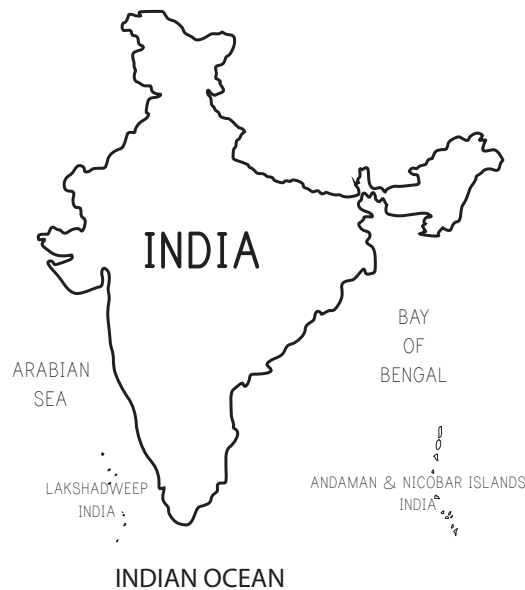 INDIA
BAY
OF
BENGAL
ARABIAN
SEA
LAKSHADWEEP
INDIA
ANDAMAN & NICOBAR ISLANDS
INDIA
INDIAN OCEAN